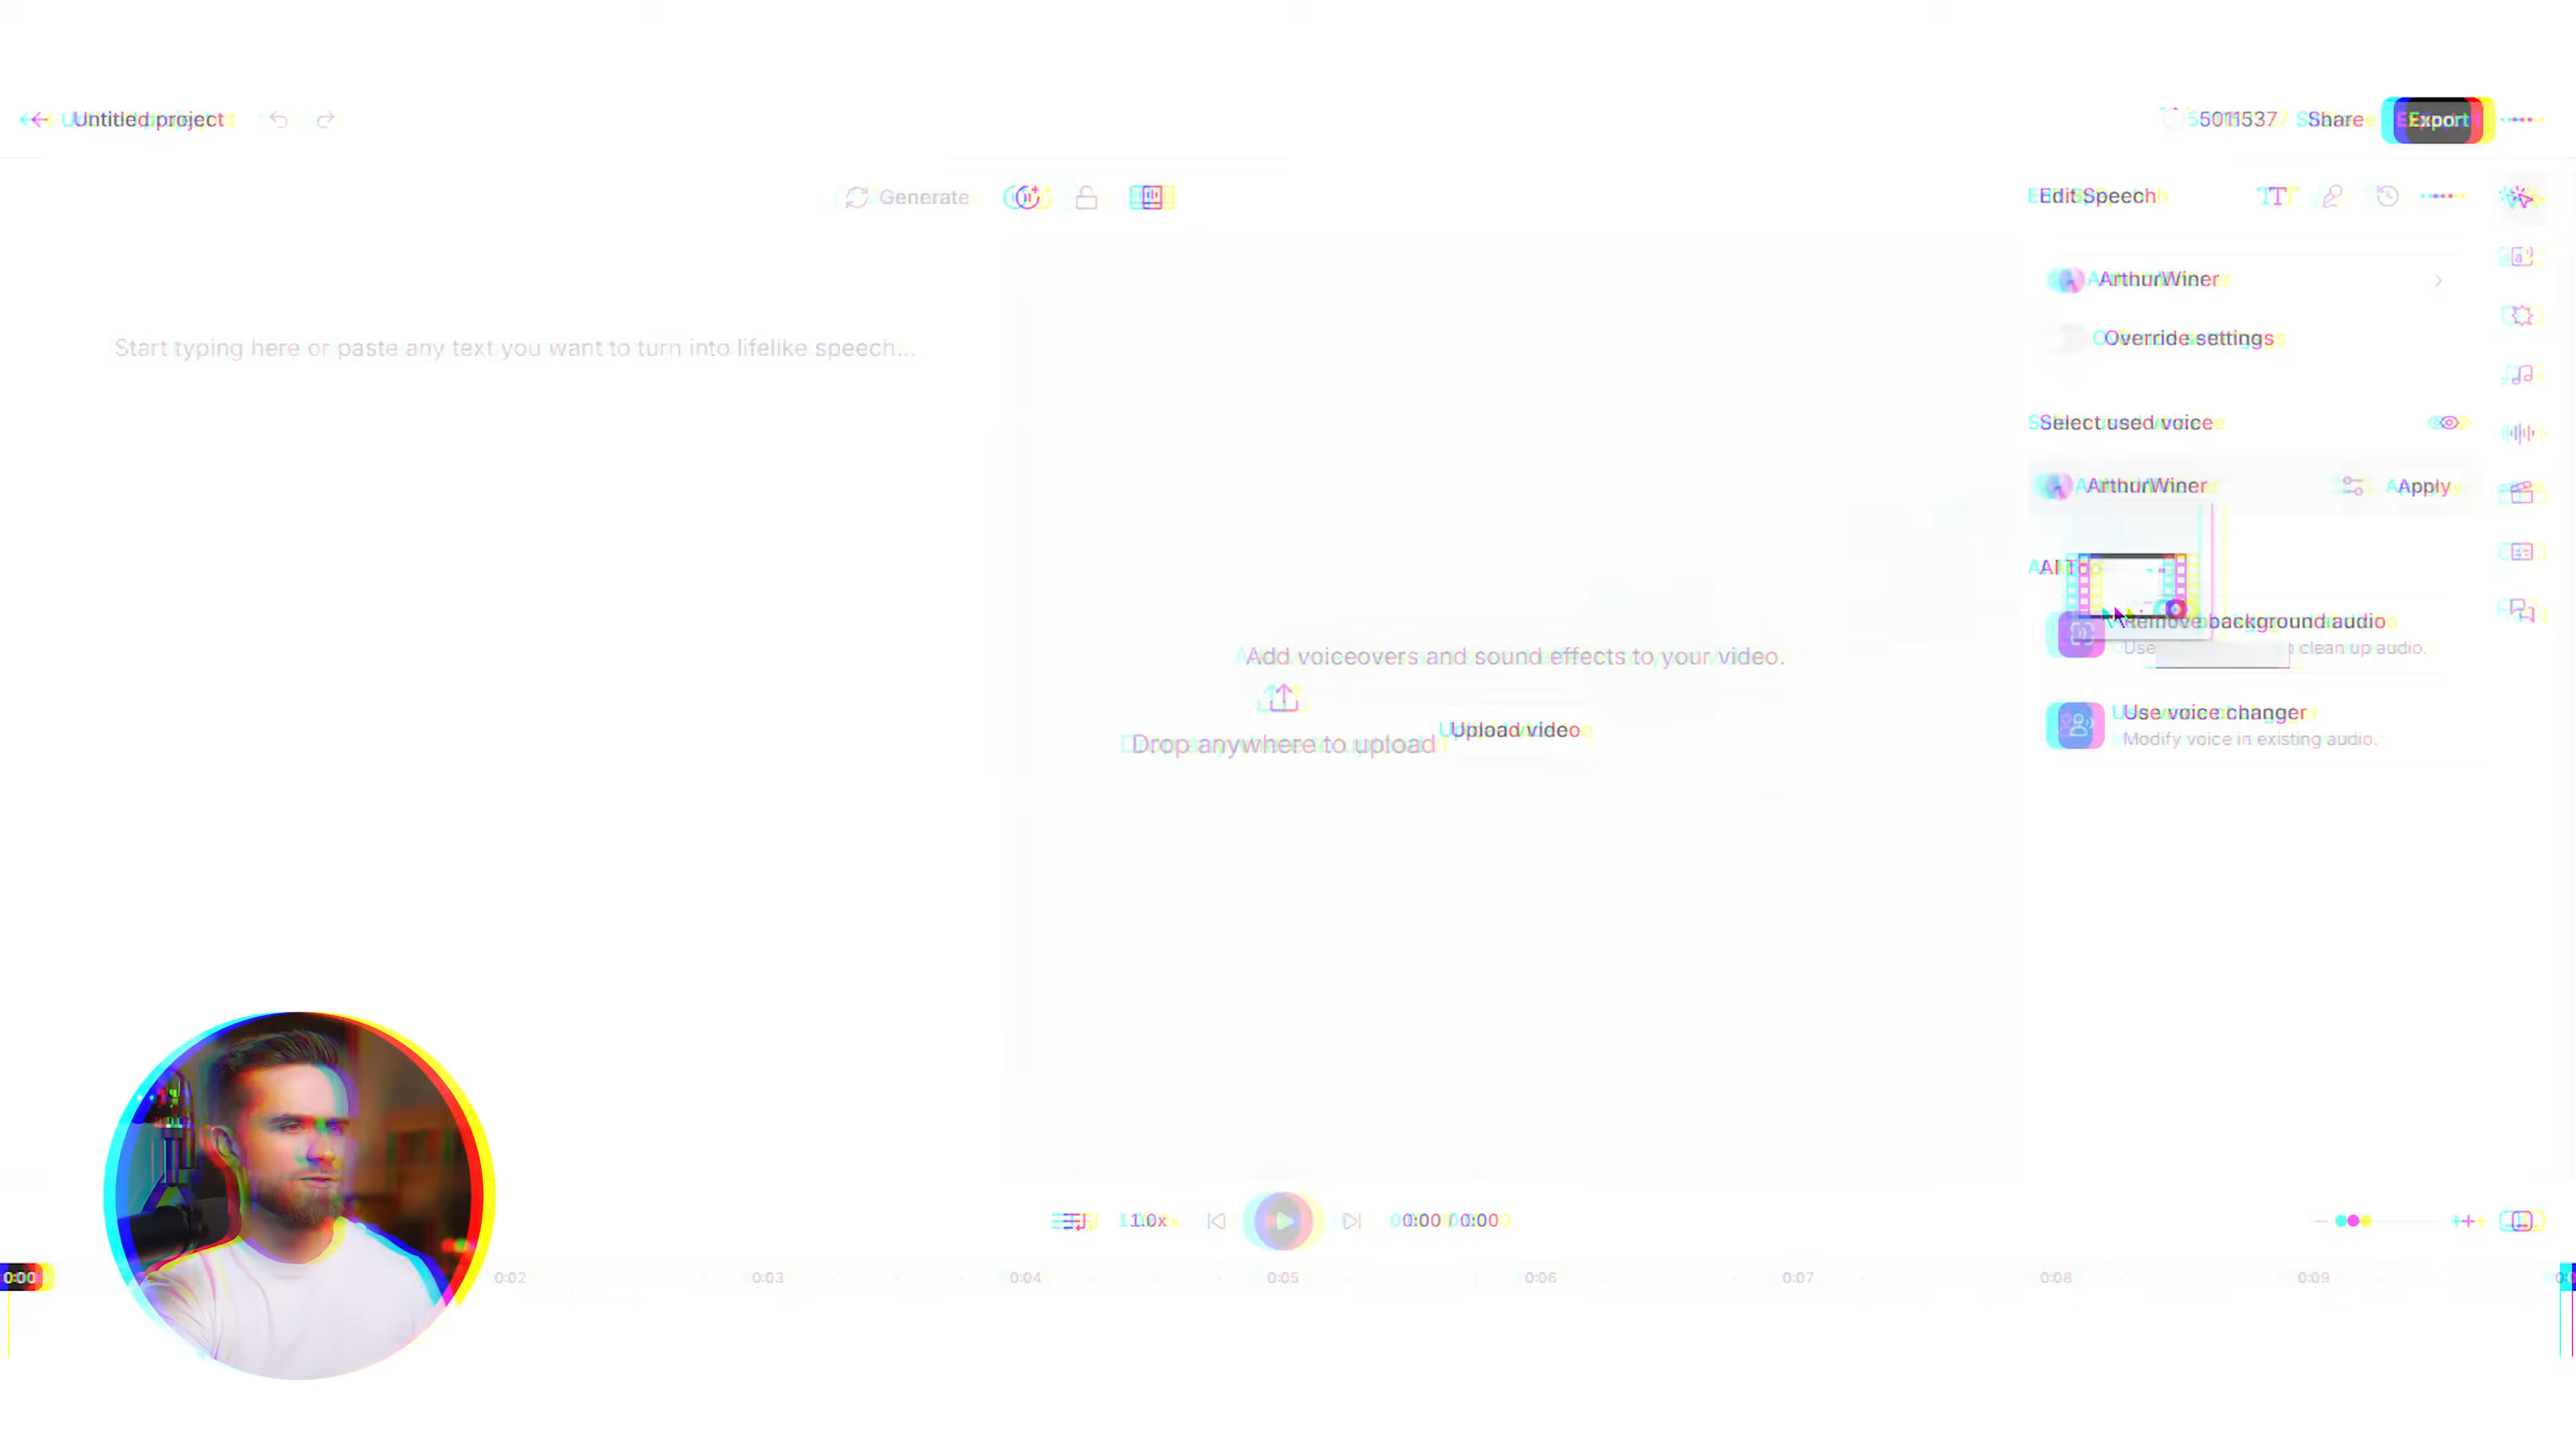 Untitled project
5011537 Share Export
Generate
Edit Speech
ArthurWiner
Start typing here or paste any text you want to turn into lifelike speech...
Override settings
Select used voice
ArthurWiner Apply
AI
Remove background audio
Use clean up audio.
Add voiceovers and sound effects to your video.
Upload video
Drop anywhere to upload
Use voice changer
Modify voice in existing audio.
1.0x 0:00 / 0:00
0:00 0:02 0:03 0:04 0:05 0:06 0:07 0:08 0:09